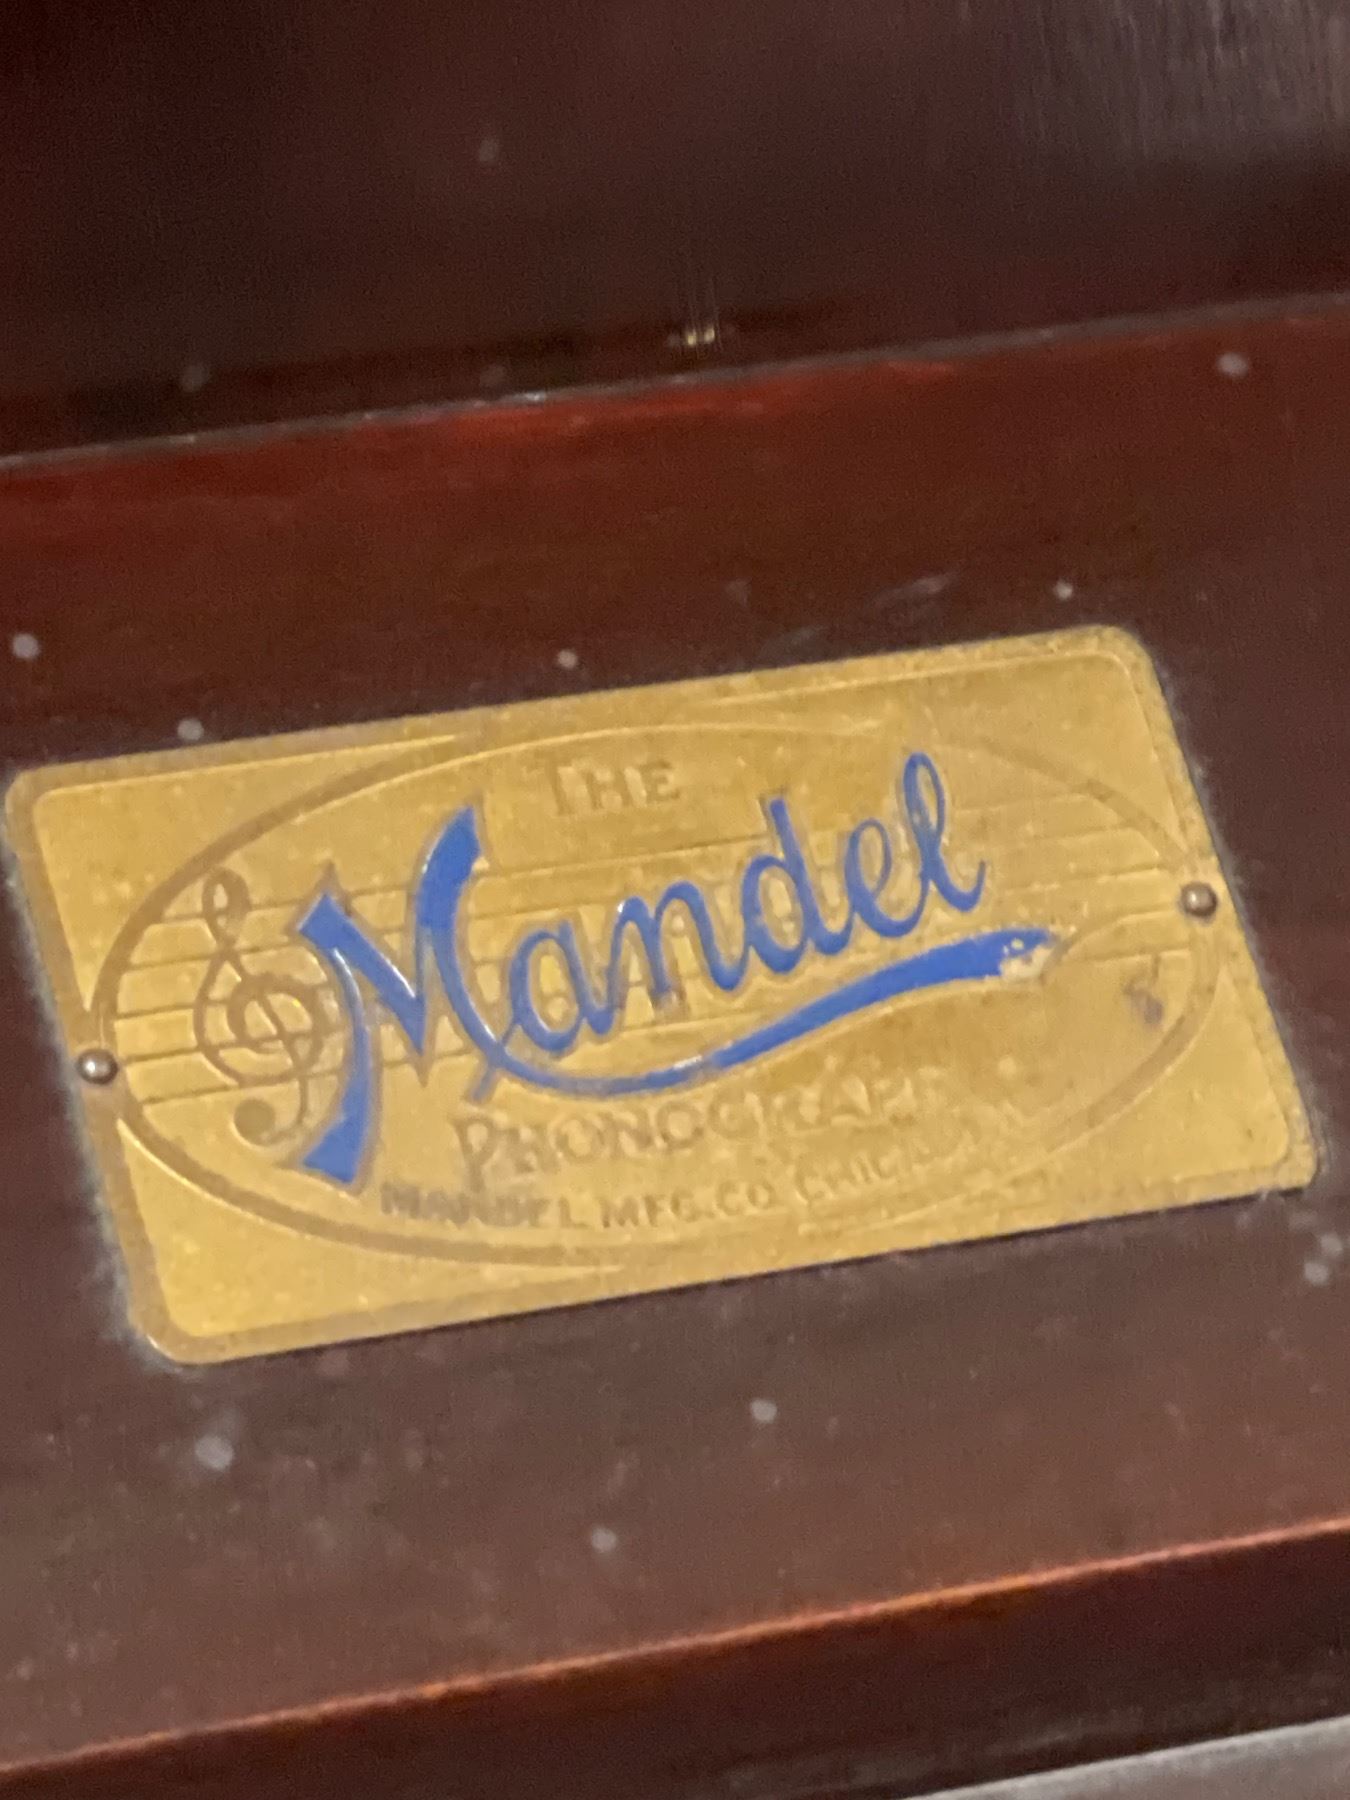 THE
Mandel
PHONOGRAPH
MANDEL MFG. CO. CHICAGO